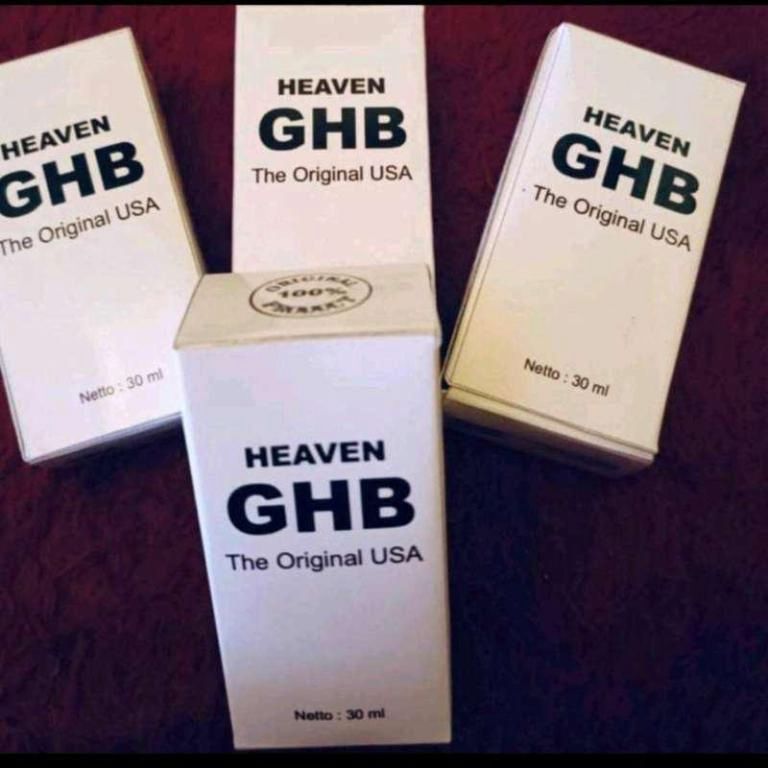 HEAVEN
GHB
The Original USA
Netto : 30 ml
HEAVEN
GHB
The Original USA
HEAVEN
GHB
The Original USA
Netto : 30 ml
ORIGINAL
100%
PRODUCT
HEAVEN
GHB
The Original USA
Netto : 30 ml